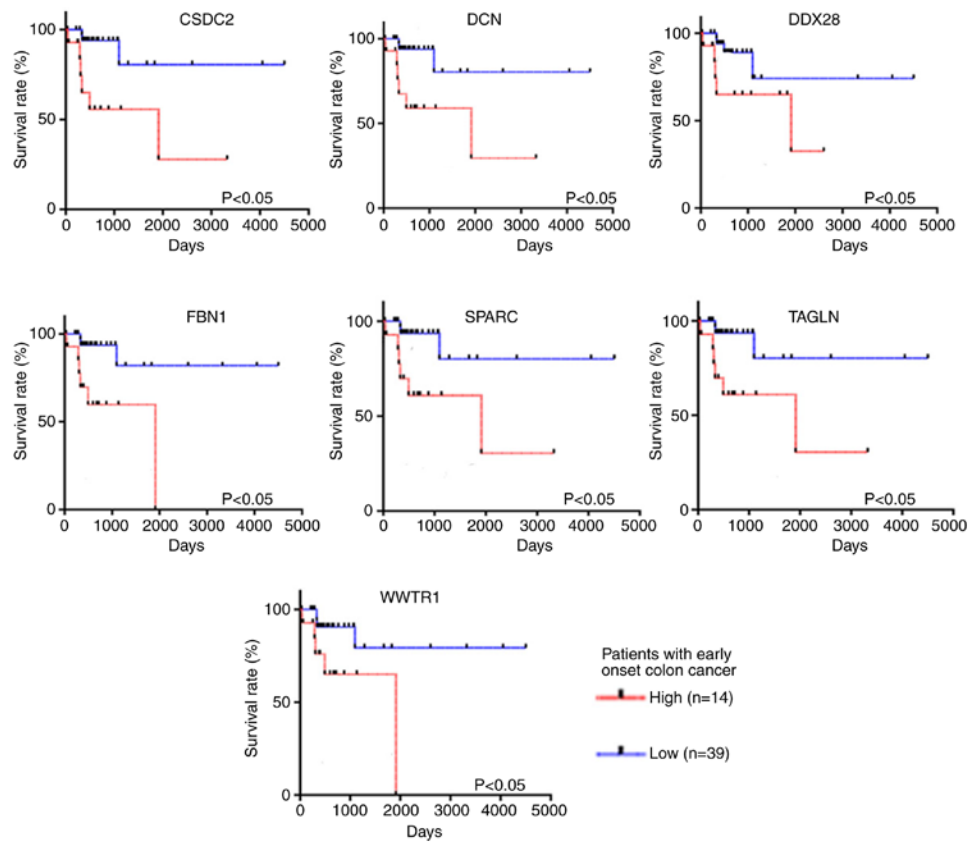 CSDC2
100
50
0
Survival rate (%)
P<0.05
0 1000 2000 3000 4000 5000
Days
DCN
100
50
0
Survival rate (%)
P<0.05
0 1000 2000 3000 4000 5000
Days
DDX28
100
50
0
Survival rate (%)
P<0.05
0 1000 2000 3000 4000 5000
Days
FBN1
100
50
0
Survival rate (%)
P<0.05
0 1000 2000 3000 4000 5000
Days
SPARC
100
50
0
Survival rate (%)
P<0.05
0 1000 2000 3000 4000 5000
Days
TAGLN
100
50
0
Survival rate (%)
P<0.05
0 1000 2000 3000 4000 5000
Days
WWTR1
100
50
0
Survival rate (%)
P<0.05
0 1000 2000 3000 4000 5000
Days
Patients with early
onset colon cancer
High (n=14)
Low (n=39)